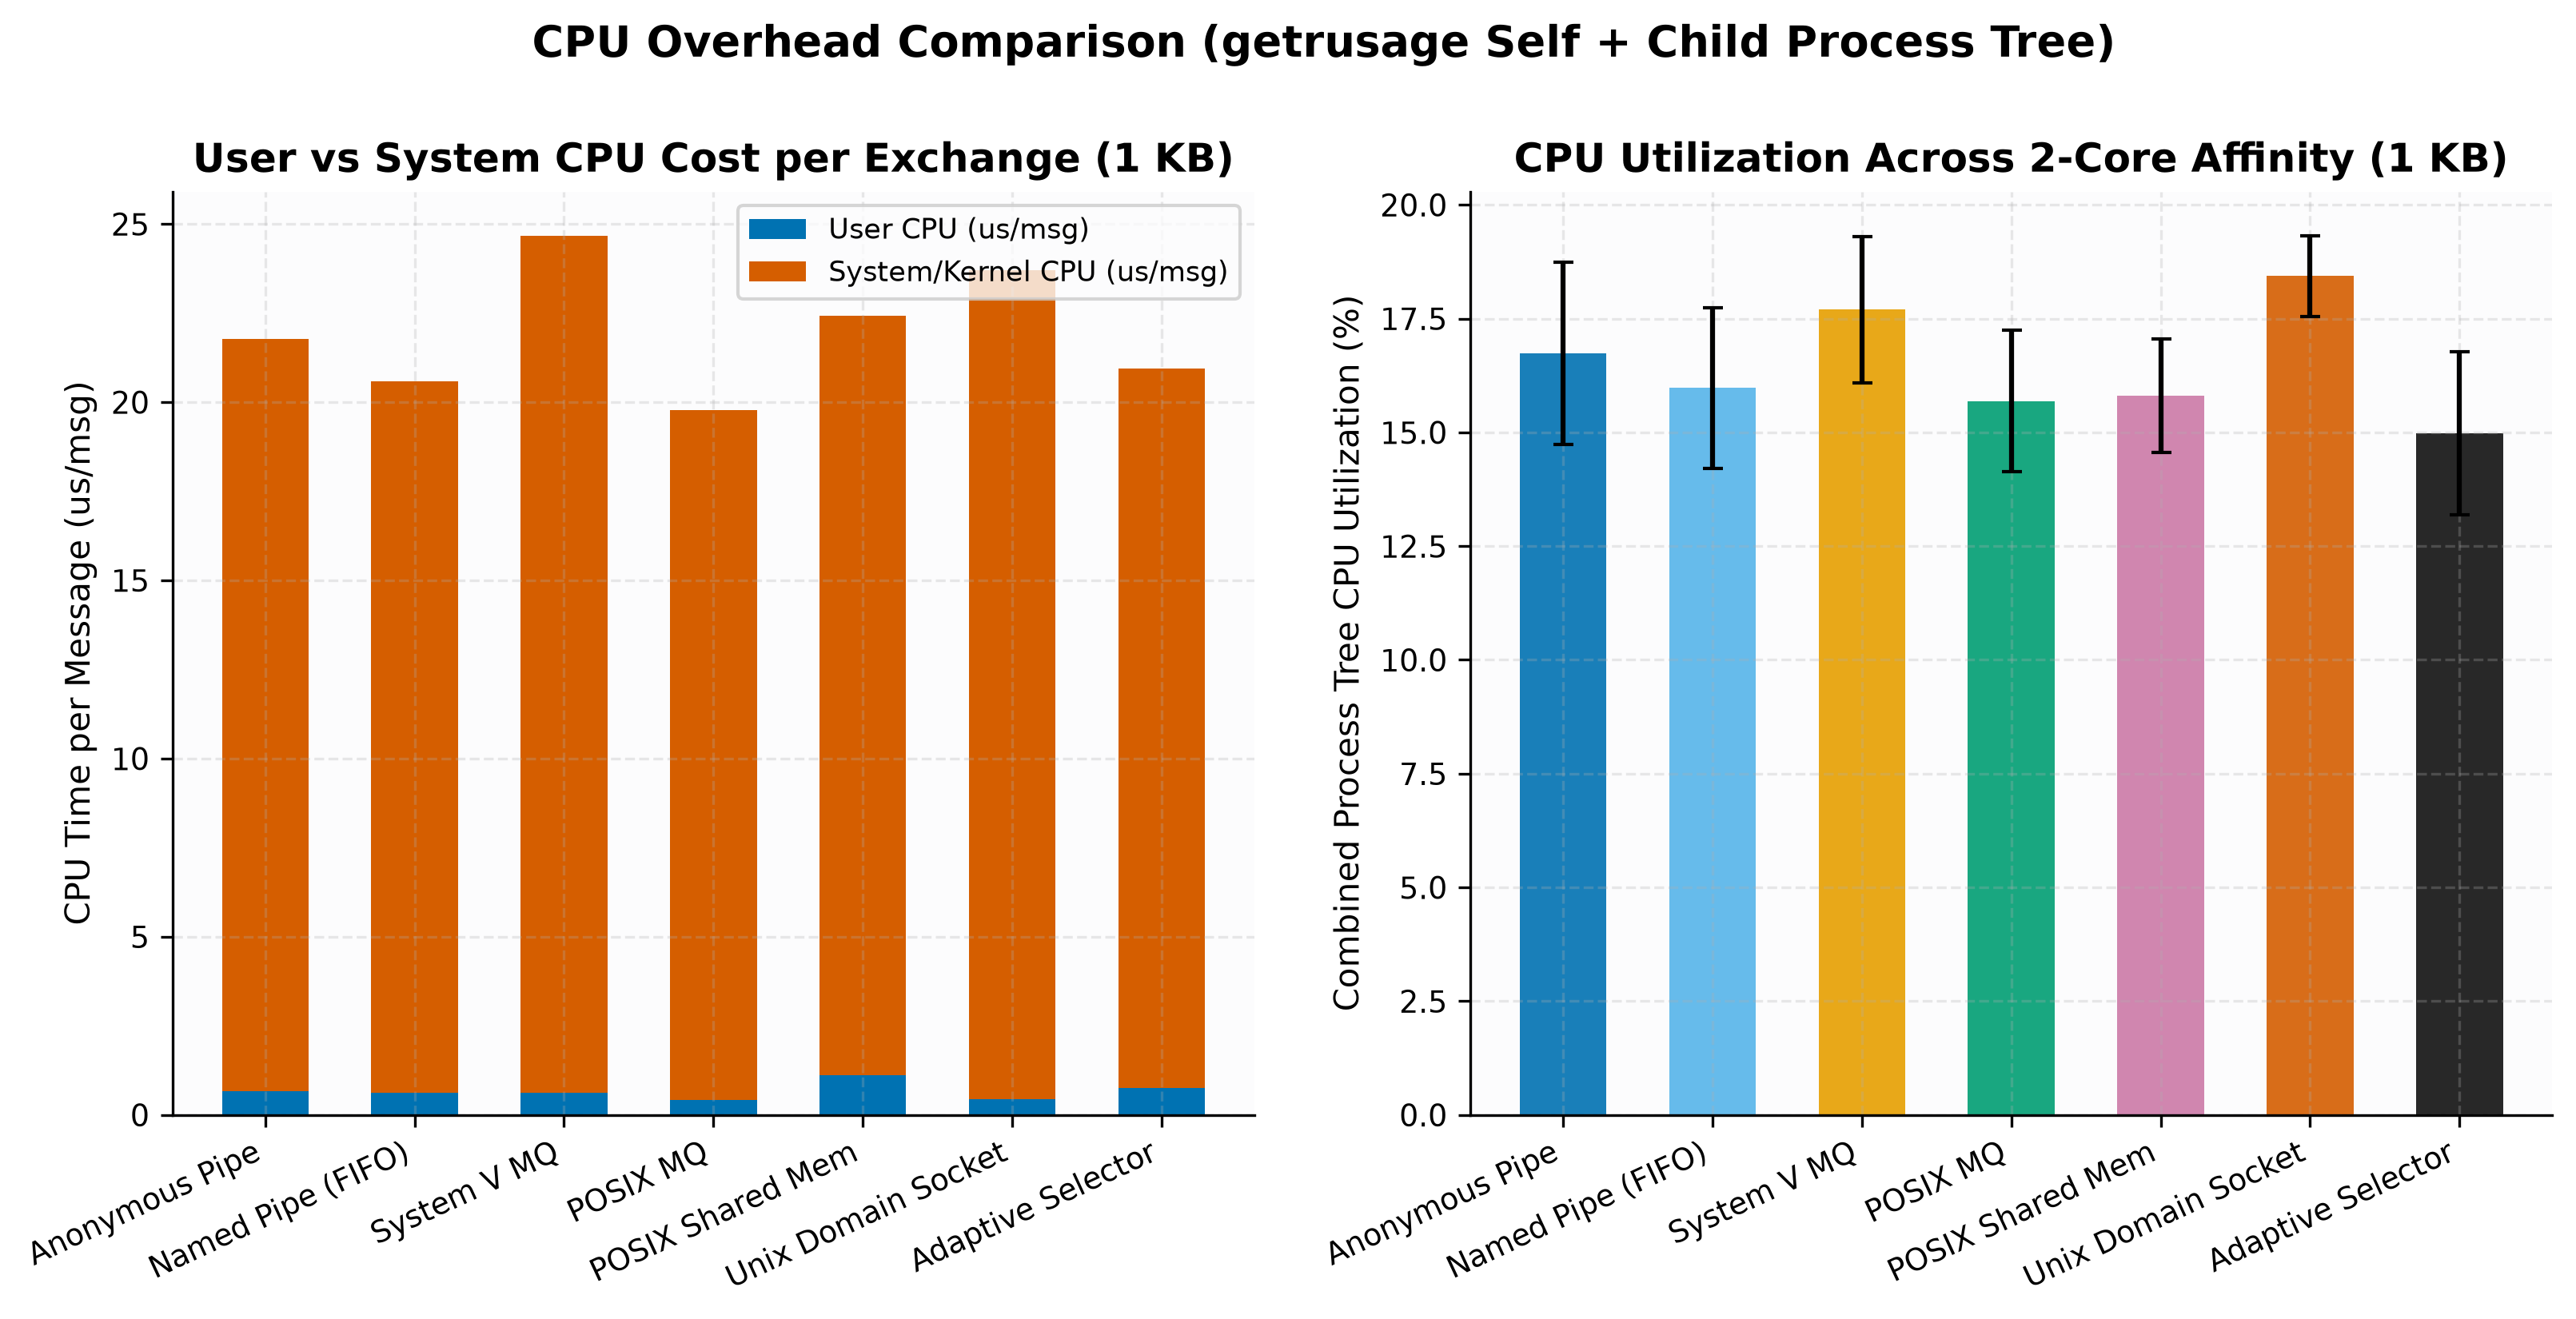 CPU Overhead Comparison (getrusage Self + Child Process Tree)
User vs System CPU Cost per Exchange (1 KB)
CPU Time per Message (us/msg)
25
20
15
10
5
0
User CPU (us/msg)
System/Kernel CPU (us/msg)
Anonymous Pipe
Named Pipe (FIFO)
System V MQ
POSIX MQ
POSIX Shared Mem
Unix Domain Socket
Adaptive Selector
CPU Utilization Across 2-Core Affinity (1 KB)
Combined Process Tree CPU Utilization (%)
20.0
17.5
15.0
12.5
10.0
7.5
5.0
2.5
0.0
Anonymous Pipe
Named Pipe (FIFO)
System V MQ
POSIX MQ
POSIX Shared Mem
Unix Domain Socket
Adaptive Selector